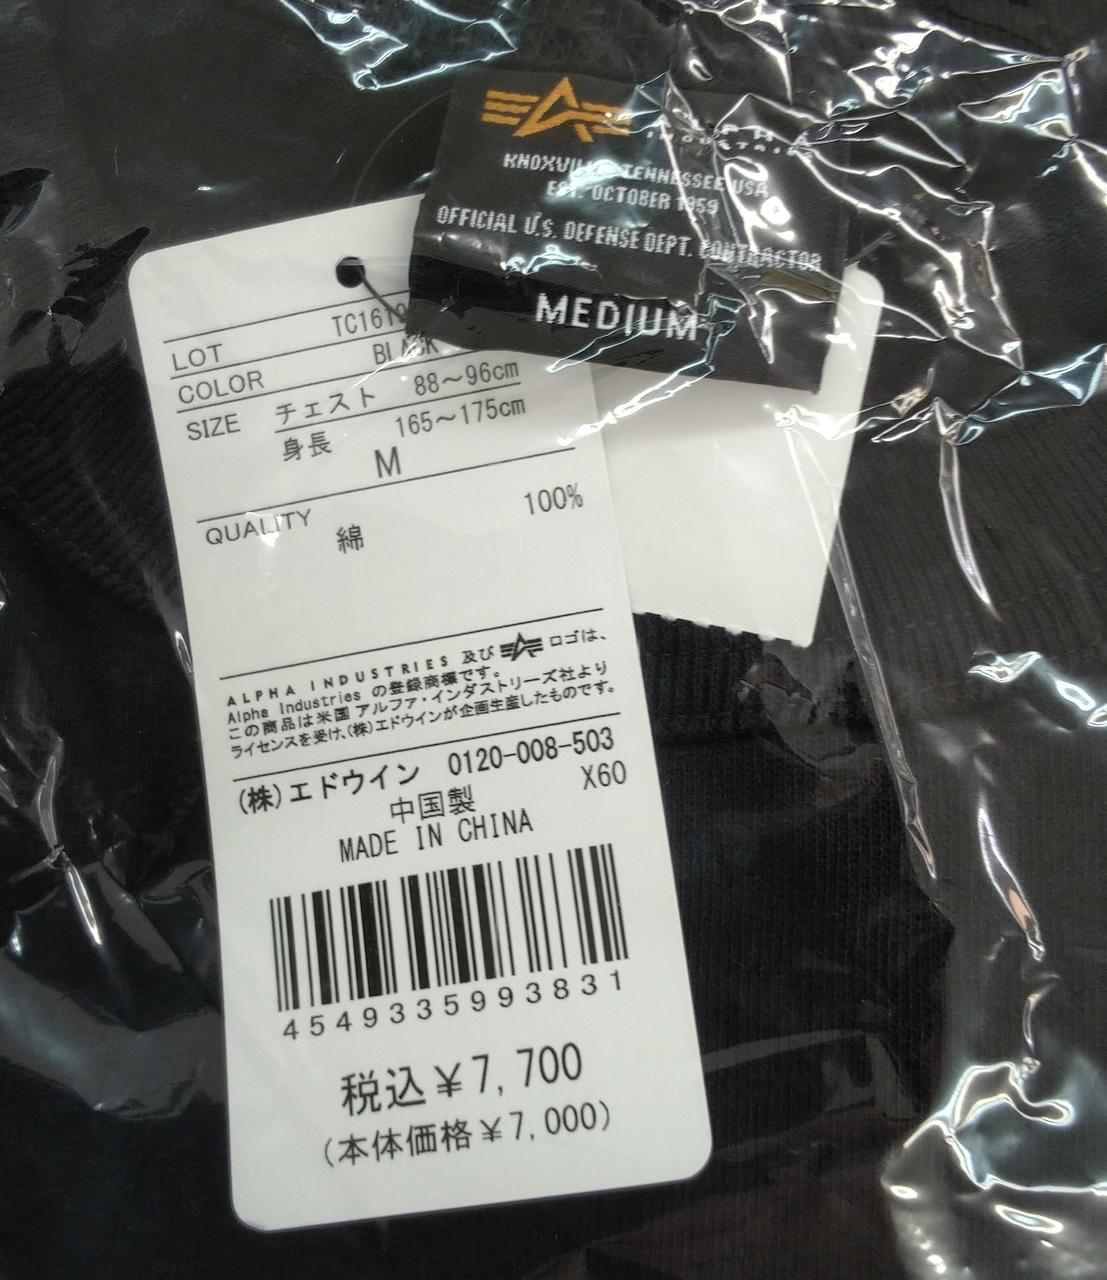 ALPHA
INDUSTRIES
KNOXVILLE, TENNESSEE USA
EST. OCTOBER 1959
OFFICIAL U.S. DEFENSE DEPT. CONTRACTOR
MEDIUM
LOT
COLOR BLACK
SIZE チェスト 88～96cm
身長 165～175cm
M
QUALITY 綿 100%
ALPHA INDUSTRIES 及び ロゴは、
Alpha Industries の登録商標です。
この商品は米国 アルファ・インダストリーズ社より
ライセンスを受け、(株)エドウインが企画生産したものです。
(株)エドウイン 0120-008-503
X60
中国製
MADE IN CHINA
4549335993831
税込￥7,700
(本体価格￥7,000)